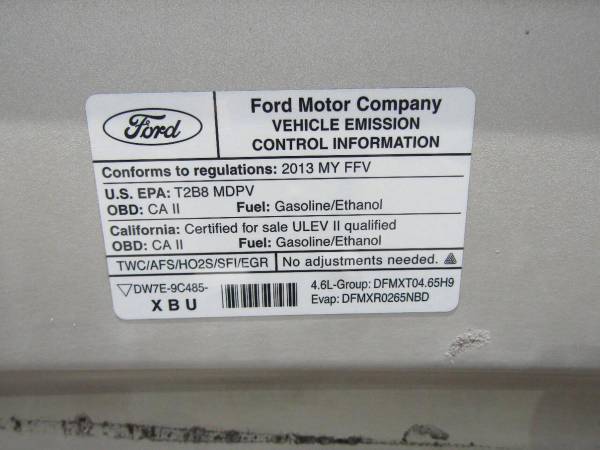 Ford
Ford Motor Company
VEHICLE EMISSION
CONTROL INFORMATION
Conforms to regulations: 2013 MY FFV
U.S. EPA: T2B8 MDPV
OBD: CA II Fuel: Gasoline/Ethanol
California: Certified for sale ULEV II qualified
OBD: CA II Fuel: Gasoline/Ethanol
TWC/AFS/HO2S/SFI/EGR No adjustments needed.
DW7E-9C485-
XBU
4.6L-Group: DFMXT04.65H9
Evap: DFMXR0265NBD